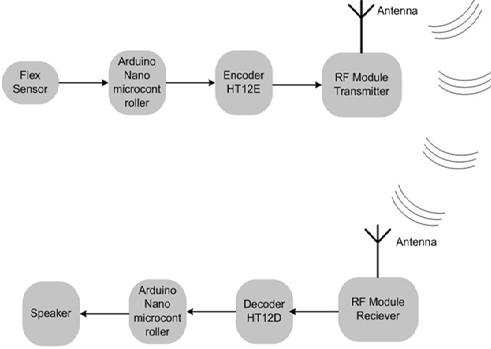 Antenna
Flex
Sensor
Arduino
Nano
microcont
roller
Encoder
HT12E
RF Module
Transmitter
Antenna
Speaker
Arduino
Nano
microcont
roller
Decoder
HT12D
RF Module
Reciever